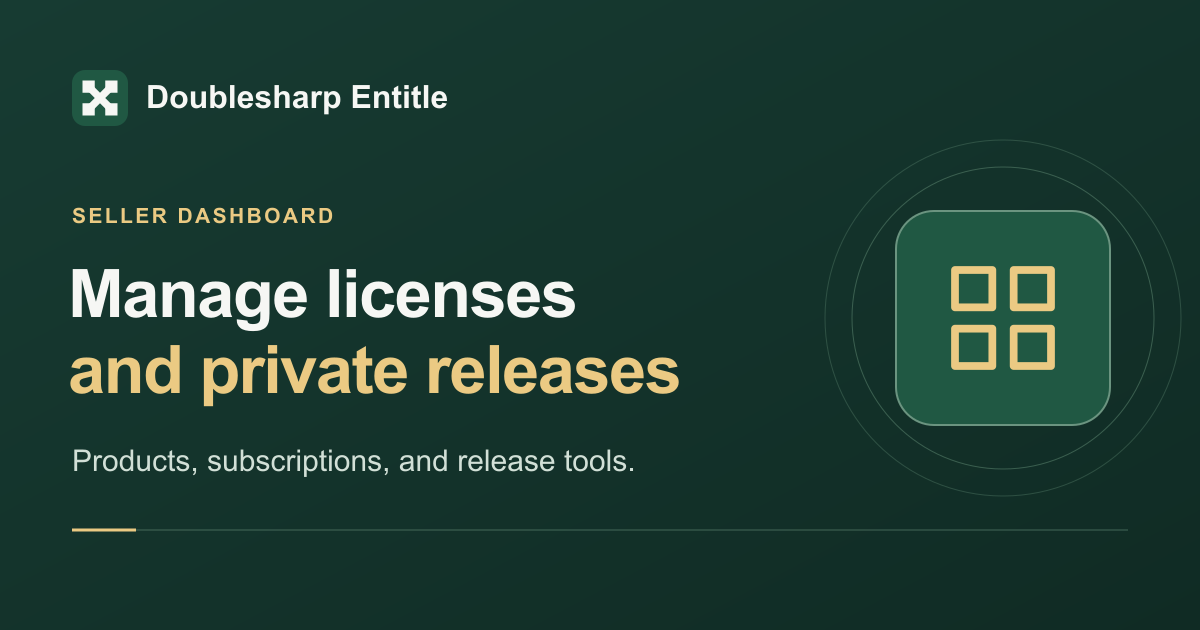 Doublesharp Entitle
SELLER DASHBOARD
Manage licenses
and private releases
Products, subscriptions, and release tools.